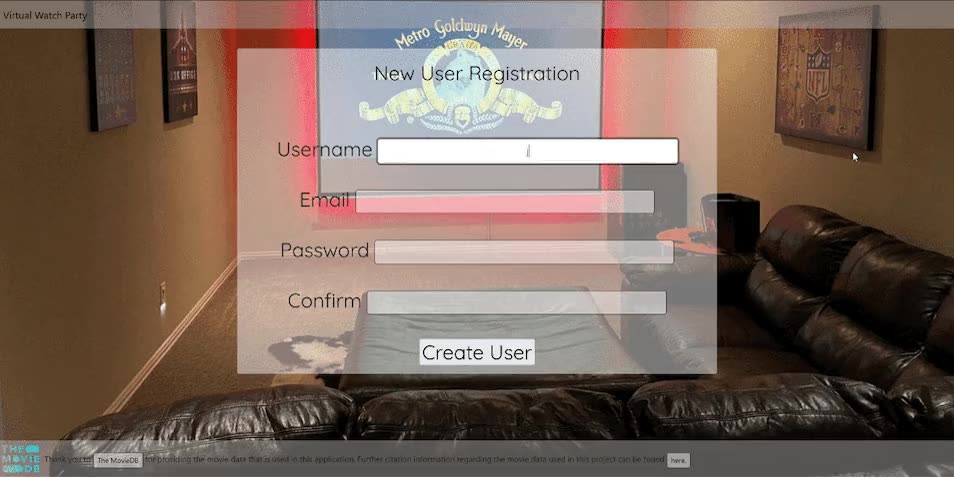 Virtual Watch Party
Metro Goldwyn Mayer
NFL
New User Registration
Username
Email
Password
Confirm
Create User
THE
MOVIE
DB
Thank you to The MovieDB for providing the movie data that is used in this application. Further citation information regarding the movie data used in this project can be found here.